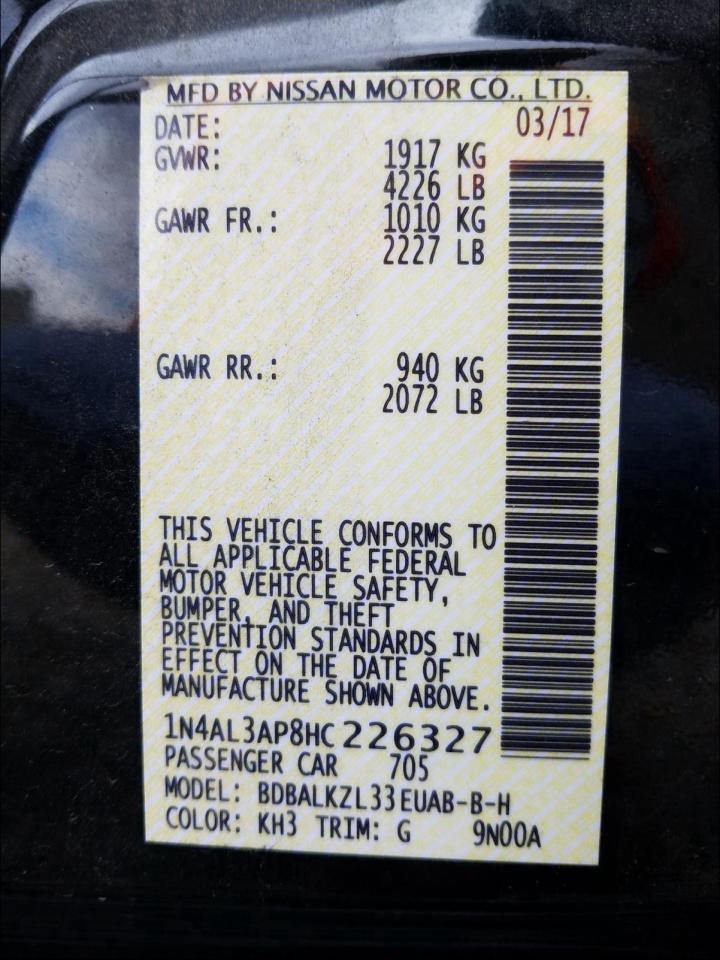 MFD BY NISSAN MOTOR CO., LTD.
DATE: 03/17
GVWR: 1917 KG
4226 LB
GAWR FR.: 1010 KG
2227 LB
GAWR RR.: 940 KG
2072 LB
THIS VEHICLE CONFORMS TO
ALL APPLICABLE FEDERAL
MOTOR VEHICLE SAFETY,
BUMPER, AND THEFT
PREVENTION STANDARDS IN
EFFECT ON THE DATE OF
MANUFACTURE SHOWN ABOVE.
1N4AL3AP8HC226327
PASSENGER CAR 705
MODEL: BDBALKZL33EUAB-B-H
COLOR: KH3 TRIM: G 9N00A